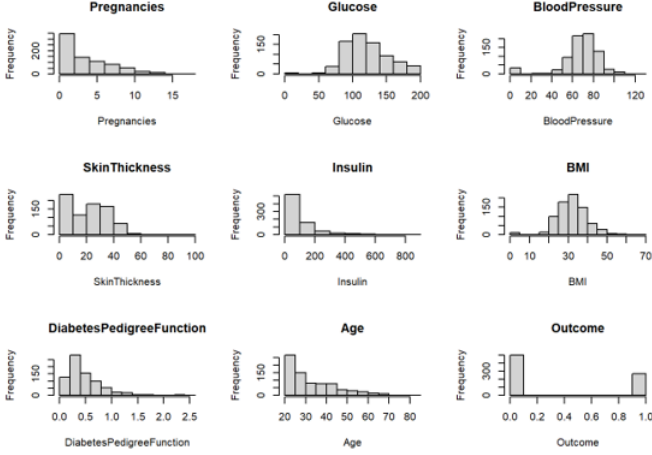 Pregnancies
Frequency
0 200
0 5 10 15
Pregnancies
Glucose
Frequency
0 150
0 50 100 150 200
Glucose
BloodPressure
Frequency
0 150
0 20 40 60 80 120
BloodPressure
SkinThickness
Frequency
0 150
0 20 40 60 80 100
SkinThickness
Insulin
Frequency
0 300
0 200 400 600 800
Insulin
BMI
Frequency
0 150
0 10 30 50 70
BMI
DiabetesPedigreeFunction
Frequency
0 150
0.0 0.5 1.0 1.5 2.0 2.5
DiabetesPedigreeFunction
Age
Frequency
0 150
20 30 40 50 60 70 80
Age
Outcome
Frequency
0 300
0.0 0.2 0.4 0.6 0.8 1.0
Outcome